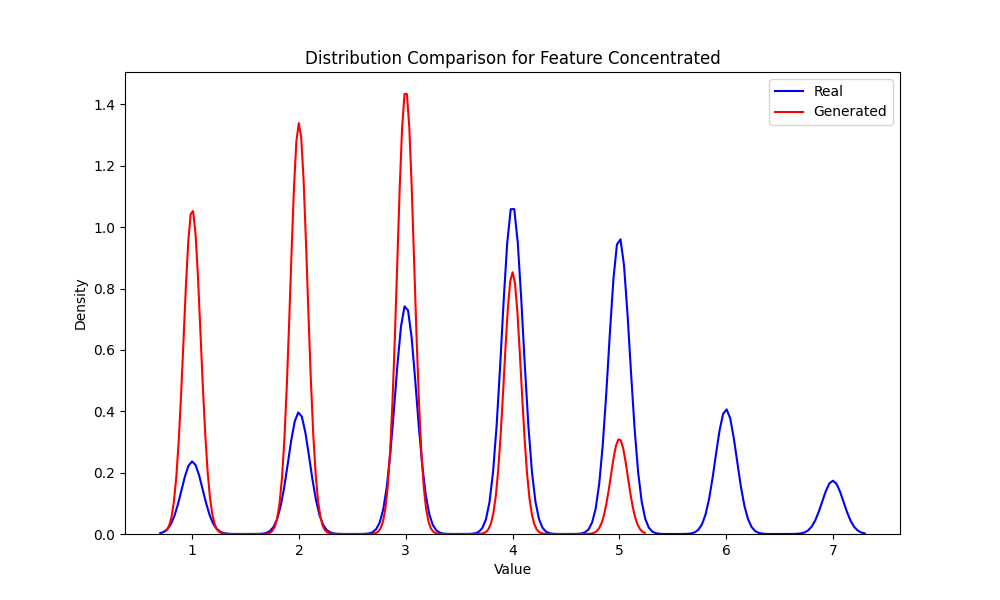 Distribution Comparison for Feature Concentrated
Real
Generated
1.4
1.2
1.0
0.8
0.6
0.4
0.2
0.0
Density
1 2 3 4 5 6 7
Value